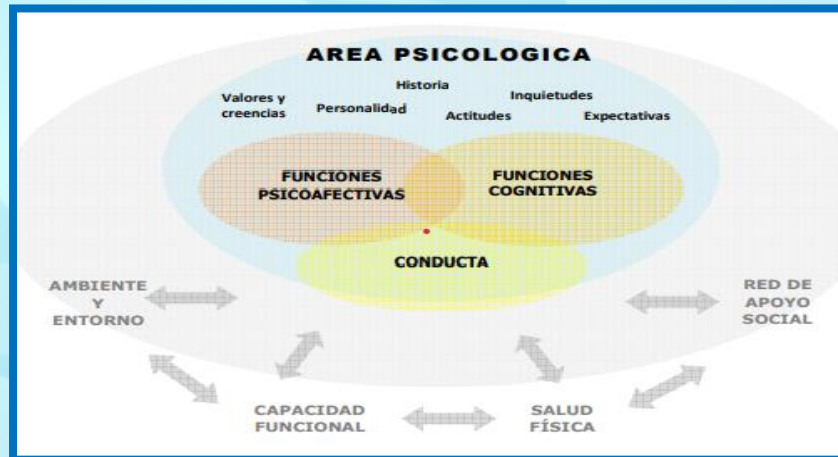 AREA PSICOLOGICA
Historia
Valores y
creencias
Personalidad
Inquietudes
Actitudes
Expectativas
FUNCIONES
PSICOAFECTIVAS
FUNCIONES
COGNITIVAS
CONDUCTA
AMBIENTE
Y
ENTORNO
RED DE
APOYO
SOCIAL
CAPACIDAD
FUNCIONAL
SALUD
FÍSICA